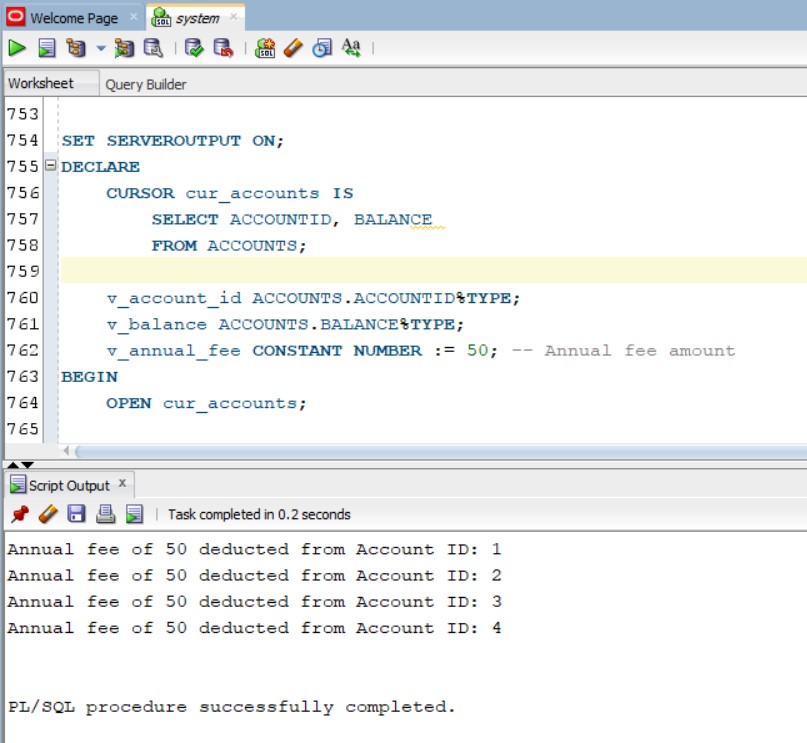 Welcome Page
system
Worksheet Query Builder
753
754 SET SERVEROUTPUT ON;
755 DECLARE
756 CURSOR cur_accounts IS
757 SELECT ACCOUNTID, BALANCE
758 FROM ACCOUNTS;
759
760 v_account_id ACCOUNTS.ACCOUNTID%TYPE;
761 v_balance ACCOUNTS.BALANCE%TYPE;
762 v_annual_fee CONSTANT NUMBER := 50; -- Annual fee amount
763 BEGIN
764 OPEN cur_accounts;
765
Script Output x
Task completed in 0.2 seconds
Annual fee of 50 deducted from Account ID: 1
Annual fee of 50 deducted from Account ID: 2
Annual fee of 50 deducted from Account ID: 3
Annual fee of 50 deducted from Account ID: 4
PL/SQL procedure successfully completed.